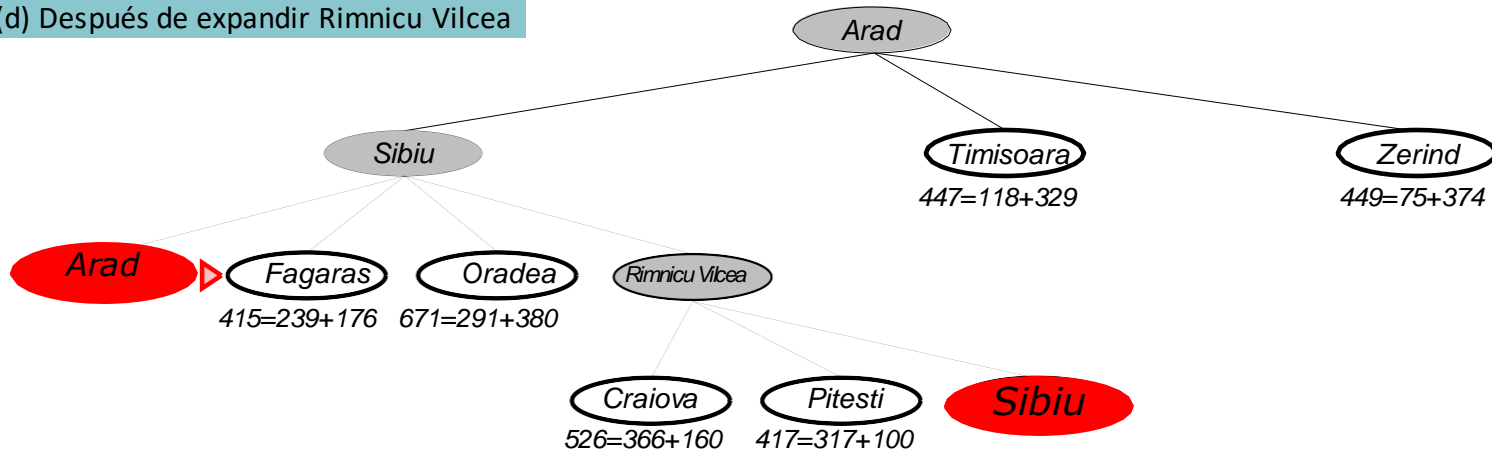 (d) Después de expandir Rimnicu Vilcea
Arad
Sibiu
Timisoara
Zerind
447=118+329
449=75+374
Arad
Fagaras
Oradea
Rimnicu Vilcea
415=239+176
671=291+380
Craiova
Pitesti
Sibiu
526=366+160
417=317+100